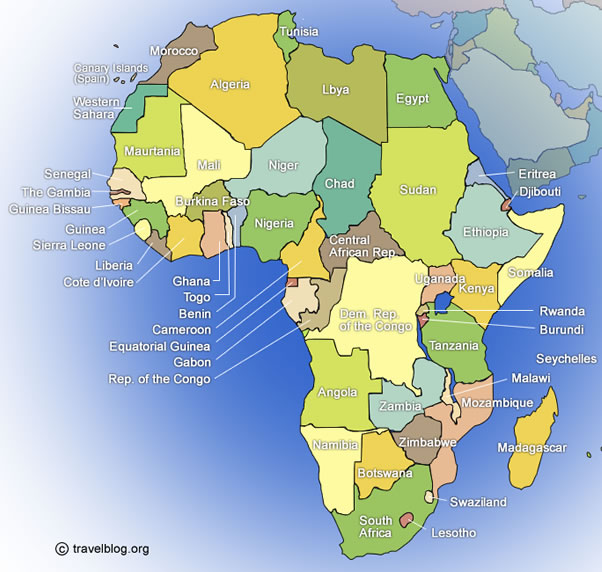 Tunisia
Morocco
Canary Islands
(Spain)
Algeria
Lbya
Egypt
Western
Sahara
Maurtania
Mali
Niger
Chad
Sudan
Eritrea
Djibouti
Senegal
The Gambia
Guinea Bissau
Burkina Faso
Nigeria
Ethiopia
Guinea
Sierra Leone
Central
African Rep.
Somalia
Liberia
Cote d'Ivoire
Ghana
Togo
Benin
Cameroon
Equatorial Guinea
Gabon
Rep. of the Congo
Uganada
Kenya
Dem. Rep.
of the Congo
Rwanda
Burundi
Tanzania
Seychelles
Malawi
Angola
Zambia
Mozambique
Zimbabwe
Madagascar
Namibia
Botswana
Swaziland
South
Africa
Lesotho
© travelblog.org